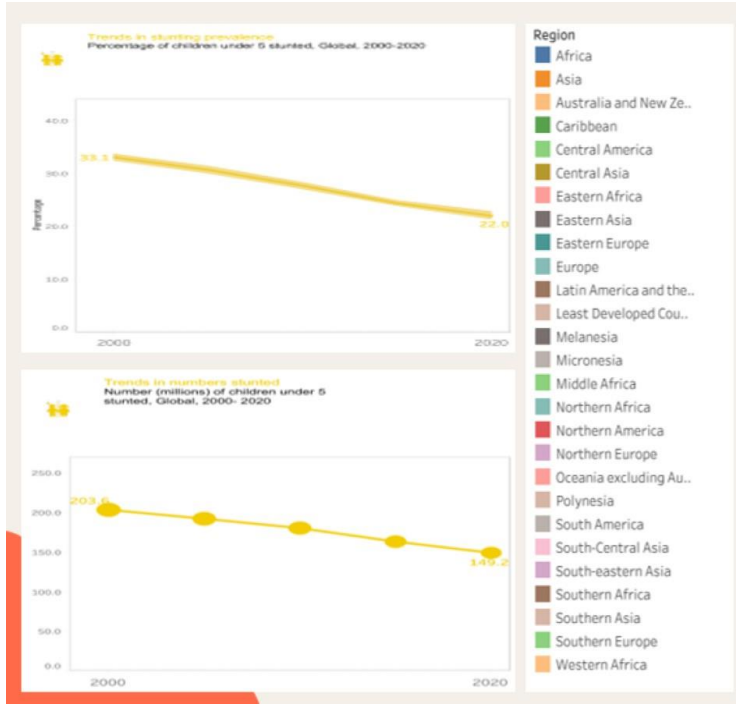 Trends in stunting prevalence
Percentage of children under 5 stunted, Global, 2000-2020
40.0
33.1
30.0
Percentage
20.0
22.0
10.0
0.0
2000
2020
Trends in numbers stunted
Number (millions) of children under 5
stunted, Global, 2000- 2020
250.0
203.6
200.0
150.0
149.2
100.0
50.0
0.0
2000
2020
Region
Africa
Asia
Australia and New Ze..
Caribbean
Central America
Central Asia
Eastern Africa
Eastern Asia
Eastern Europe
Europe
Latin America and the..
Least Developed Cou..
Melanesia
Micronesia
Middle Africa
Northern Africa
Northern America
Northern Europe
Oceania excluding Au..
Polynesia
South America
South-Central Asia
South-eastern Asia
Southern Africa
Southern Asia
Southern Europe
Western Africa